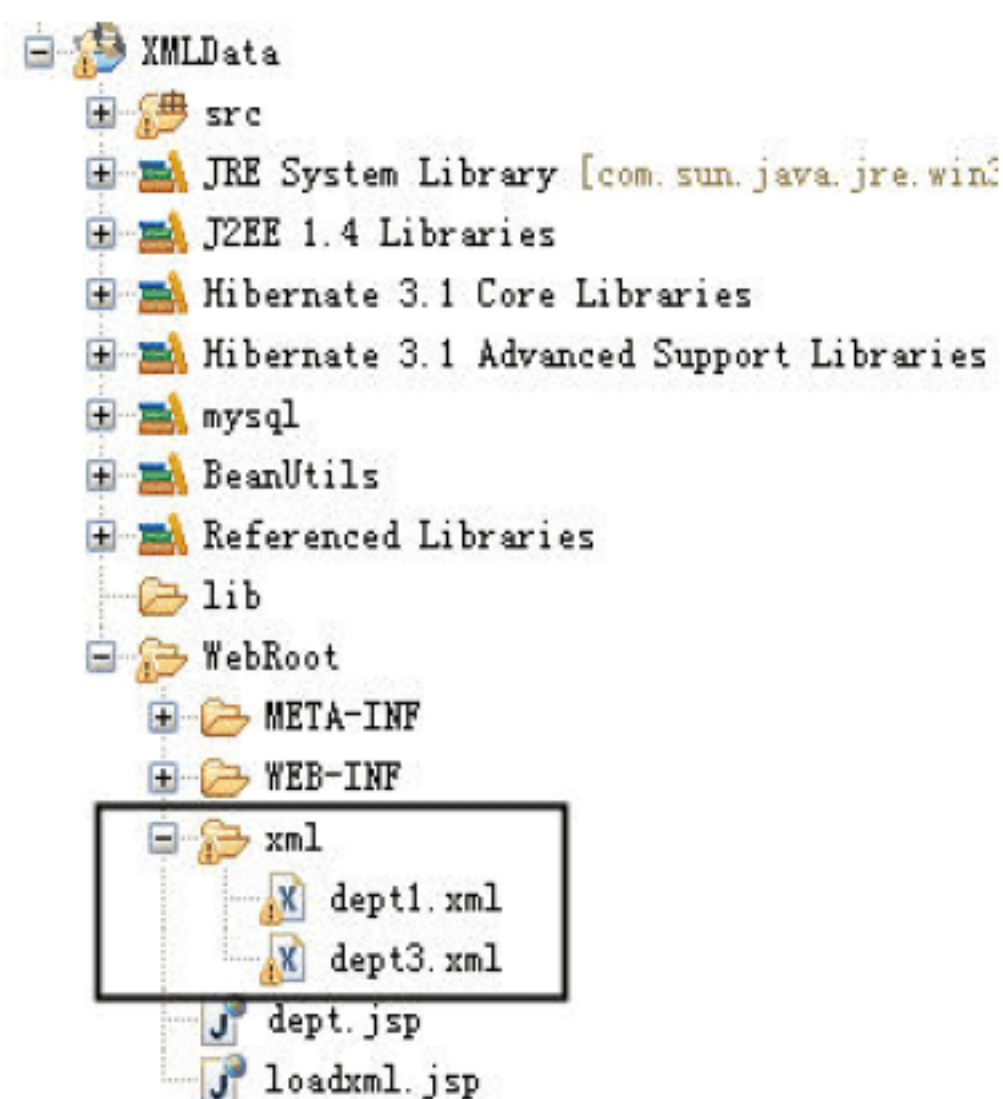 XMLData
src
JRE System Library [com.sun.java.jre.win3
J2EE 1.4 Libraries
Hibernate 3.1 Core Libraries
Hibernate 3.1 Advanced Support Libraries
mysql
BeanUtils
Referenced Libraries
lib
WebRoot
META-INF
WEB-INF
xml
dept1.xml
dept3.xml
dept.jsp
loadxml.jsp